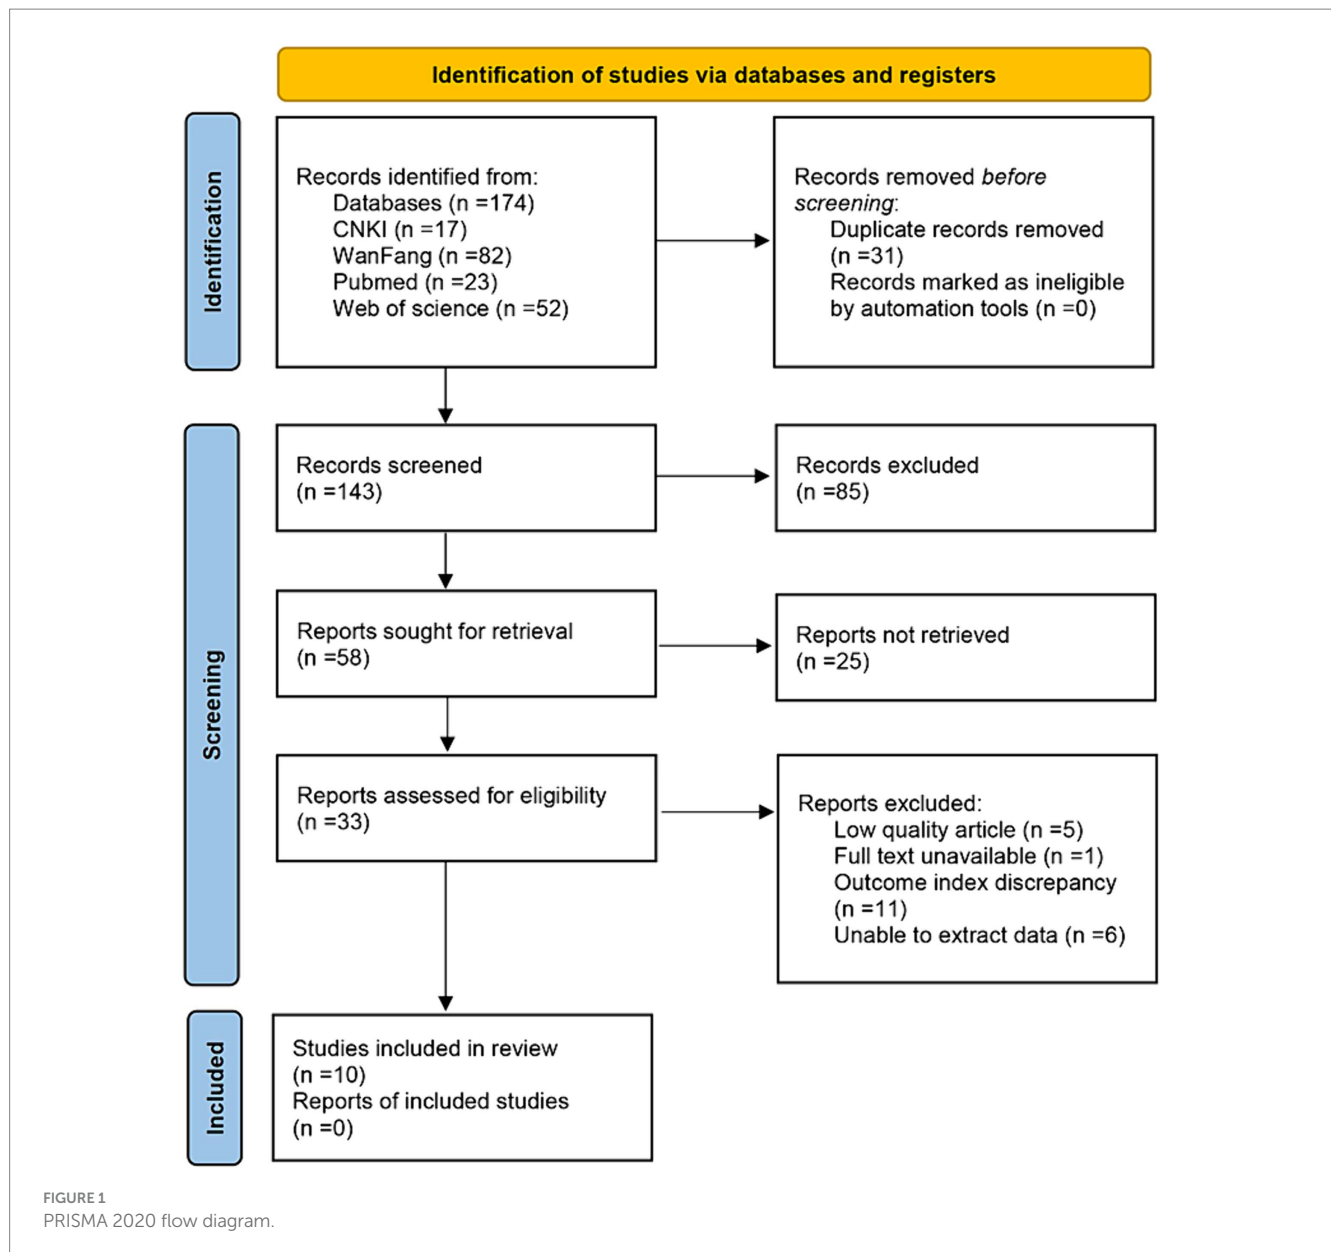 Identification of studies via databases and registers
Identification
Records identified from:
Databases (n =174)
CNKI (n =17)
WanFang (n =82)
Pubmed (n =23)
Web of science (n =52)
Records removed before
screening:
Duplicate records removed
(n =31)
Records marked as ineligible
by automation tools (n =0)
Screening
Records screened
(n =143)
Records excluded
(n =85)
Reports sought for retrieval
(n =58)
Reports not retrieved
(n =25)
Reports assessed for eligibility
(n =33)
Reports excluded:
Low quality article (n =5)
Full text unavailable (n =1)
Outcome index discrepancy
(n =11)
Unable to extract data (n =6)
Included
Studies included in review
(n =10)
Reports of included studies
(n =0)
FIGURE 1
PRISMA 2020 flow diagram.